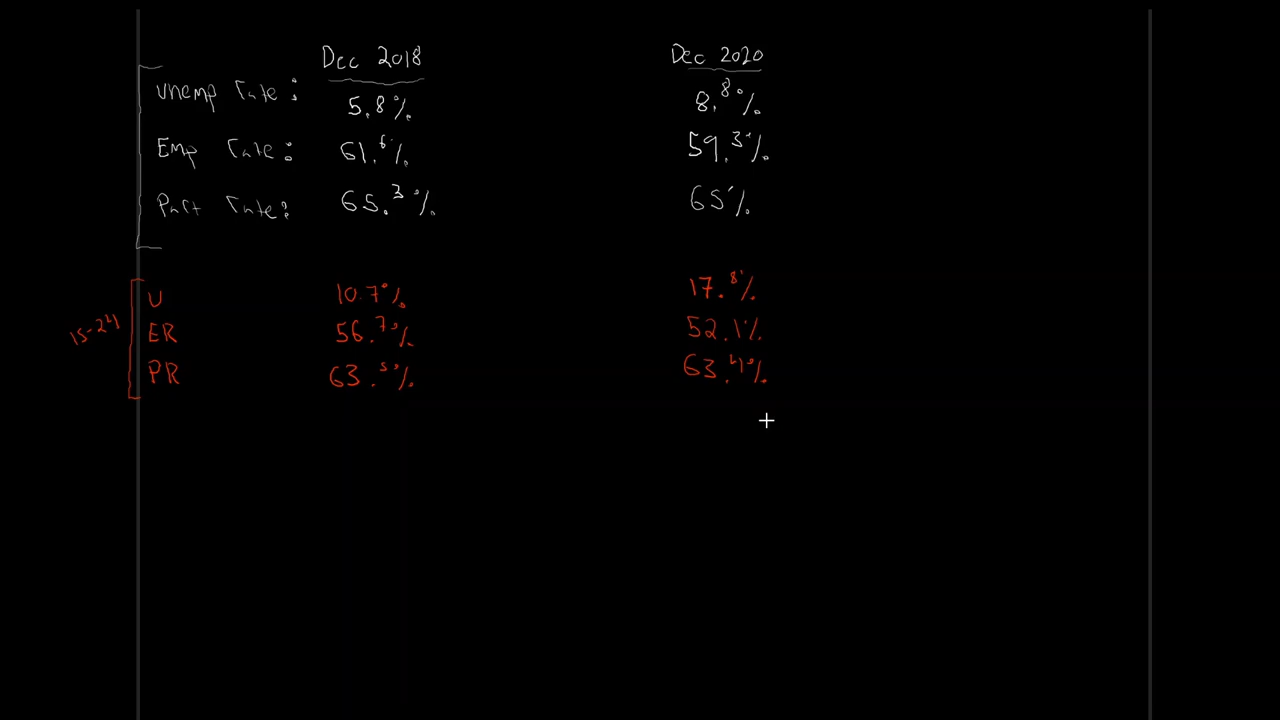 Dec 2018 Dec 2020
Unemp rate: 5.8% 8.8%
Emp rate: 61.6% 59.3%
Part rate: 65.3% 65%
15-24
U 10.7% 17.8%
ER 56.7% 52.1%
PR 63.5% 63.4%